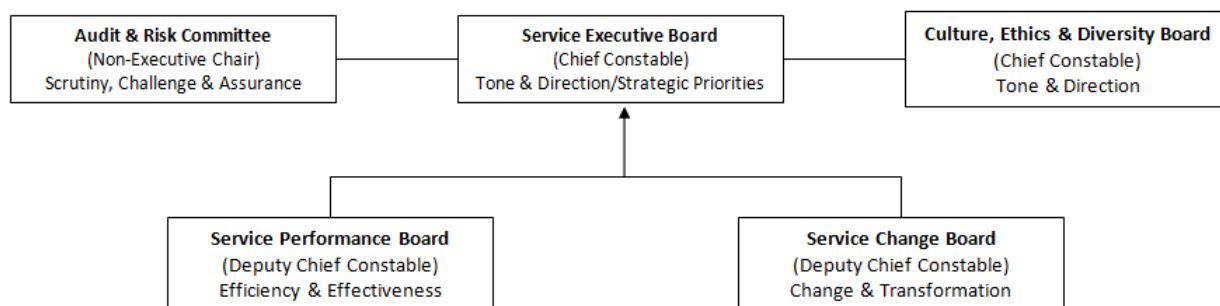 Audit & Risk Committee
(Non-Executive Chair)
Scrutiny, Challenge & Assurance
Service Executive Board
(Chief Constable)
Tone & Direction/Strategic Priorities
Culture, Ethics & Diversity Board
(Chief Constable)
Tone & Direction
Service Performance Board
(Deputy Chief Constable)
Efficiency & Effectiveness
Service Change Board
(Deputy Chief Constable)
Change & Transformation